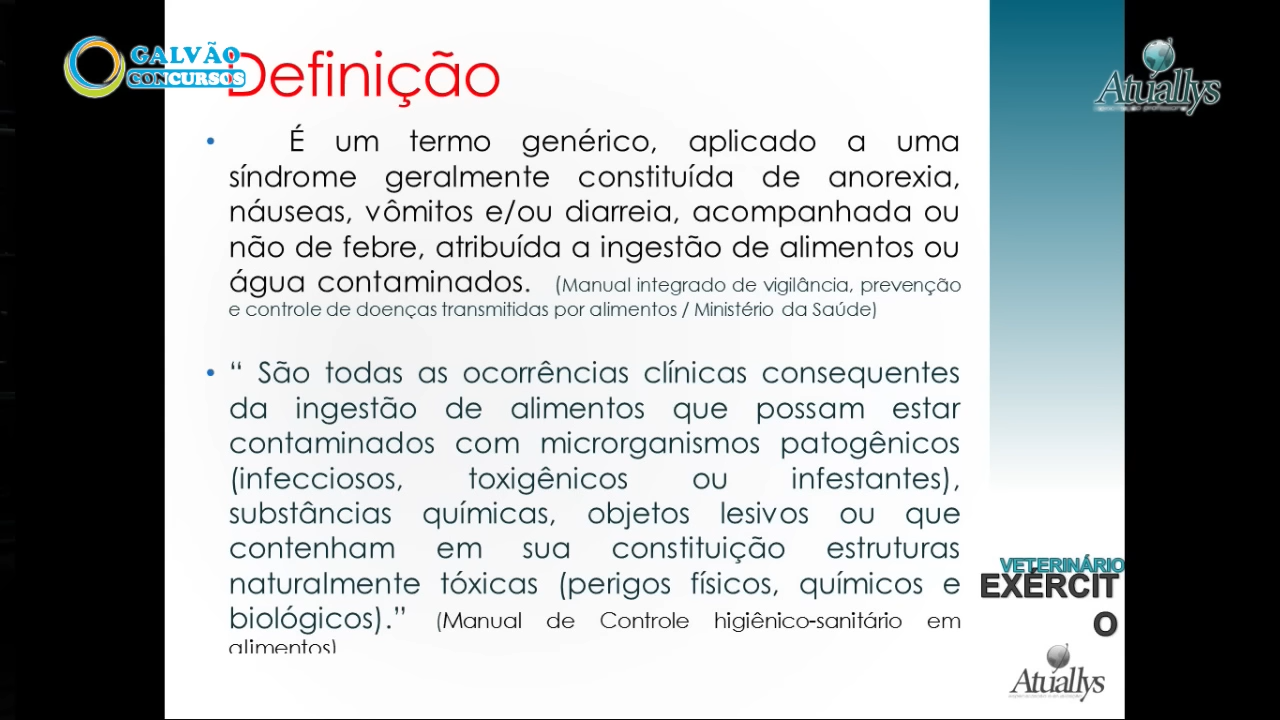 GALVÃO
CONCURSOS
Definição
Atuallys
• É um termo genérico, aplicado a uma
síndrome geralmente constituída de anorexia,
náuseas, vômitos e/ou diarreia, acompanhada ou
não de febre, atribuída a ingestão de alimentos ou
água contaminados. (Manual integrado de vigilância, prevenção
e controle de doenças transmitidas por alimentos / Ministério da Saúde)
• “ São todas as ocorrências clínicas consequentes
da ingestão de alimentos que possam estar
contaminados com microrganismos patogênicos
(infecciosos, toxigênicos ou infestantes),
substâncias químicas, objetos lesivos ou que
contenham em sua constituição estruturas
naturalmente tóxicas (perigos físicos, químicos e
biológicos).” (Manual de Controle higiênico-sanitário em
alimentos)
VETERINÁRIO
EXÉRCIT
O
Atuallys